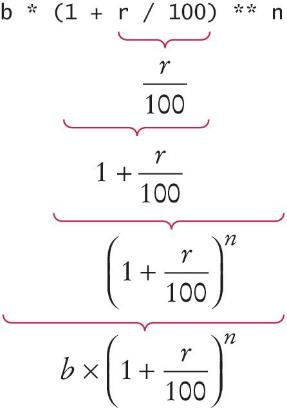 b * (1 + r / 100) ** n
r
100
1 + r
100
(1 + r
100)^n
b × (1 + r
100)^n